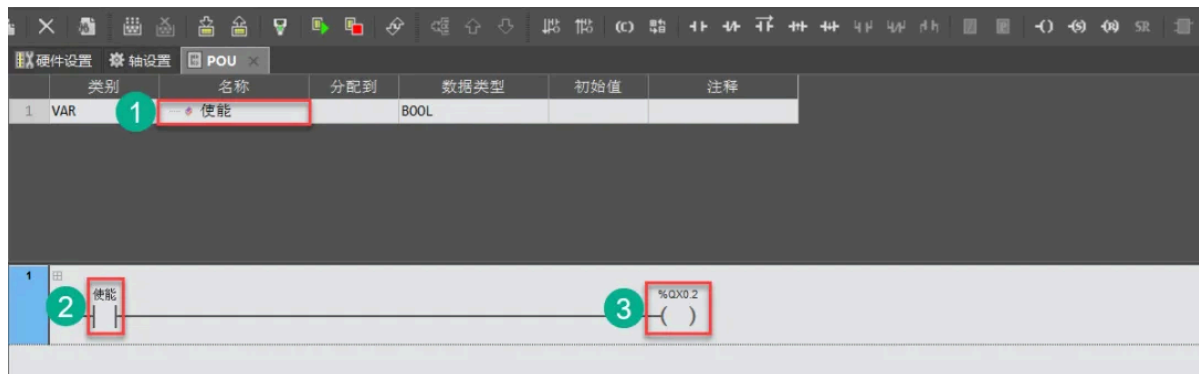 (C) (S) (R) SR
硬件设置 轴设置 POU ×
类别 名称 分配到 数据类型 初始值 注释
1 VAR 1 使能 BOOL
1
使能 %QX0.2
2 3